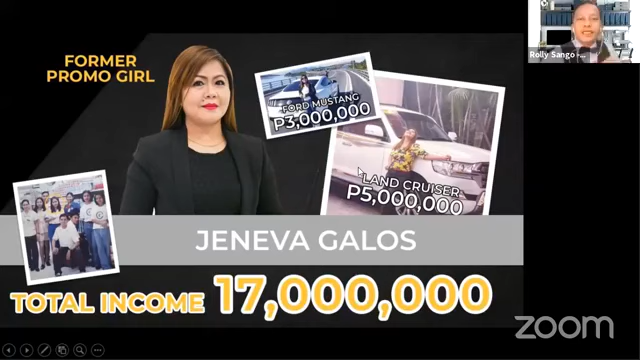 FORMER
PROMO GIRL
FORD MUSTANG
P3,000,000
LAND CRUISER
P5,000,000
JENEVA GALOS
TOTAL INCOME 17,000,000
Rolly Sango
zoom